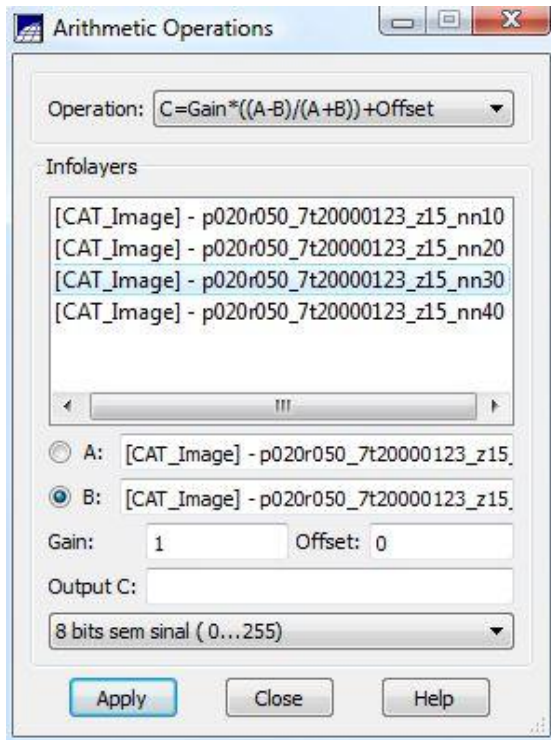 Arithmetic Operations
Operation: C=Gain*((A-B)/(A+B))+Offset
Infolayers
[CAT_Image] - p020r050_7t20000123_z15_nn10
[CAT_Image] - p020r050_7t20000123_z15_nn20
[CAT_Image] - p020r050_7t20000123_z15_nn30
[CAT_Image] - p020r050_7t20000123_z15_nn40
A: [CAT_Image] - p020r050_7t20000123_z15_
B: [CAT_Image] - p020r050_7t20000123_z15_
Gain: 1 Offset: 0
Output C:
8 bits sem sinal ( 0...255)
Apply Close Help